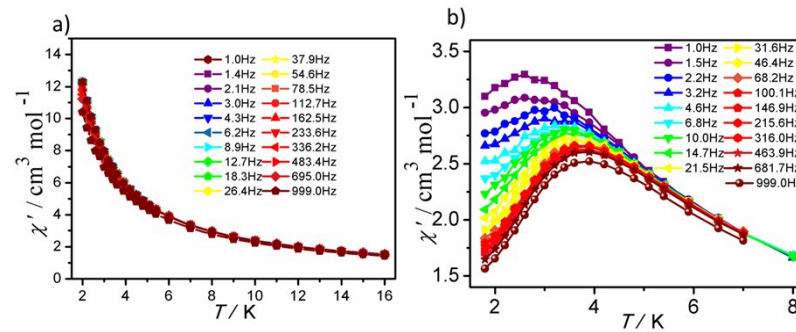 a)
χ′/ cm³ mol⁻¹
14
12
10
8
6
4
2
0
1.0Hz 37.9Hz
1.4Hz 54.6Hz
2.1Hz 78.5Hz
3.0Hz 112.7Hz
4.3Hz 162.5Hz
6.2Hz 233.6Hz
8.9Hz 336.2Hz
12.7Hz 483.4Hz
18.3Hz 695.0Hz
26.4Hz 999.0Hz
2 4 6 8 10 12 14 16
T / K
b)
χ′/ cm³ mol⁻¹
3.5
3.0
2.5
2.0
1.5
1.0Hz 31.6Hz
1.5Hz 46.4Hz
2.2Hz 68.2Hz
3.2Hz 100.1Hz
4.6Hz 146.9Hz
6.8Hz 215.6Hz
10.0Hz 316.0Hz
14.7Hz 463.9Hz
21.5Hz 681.7Hz
999.0H
2 4 6 8
T / K